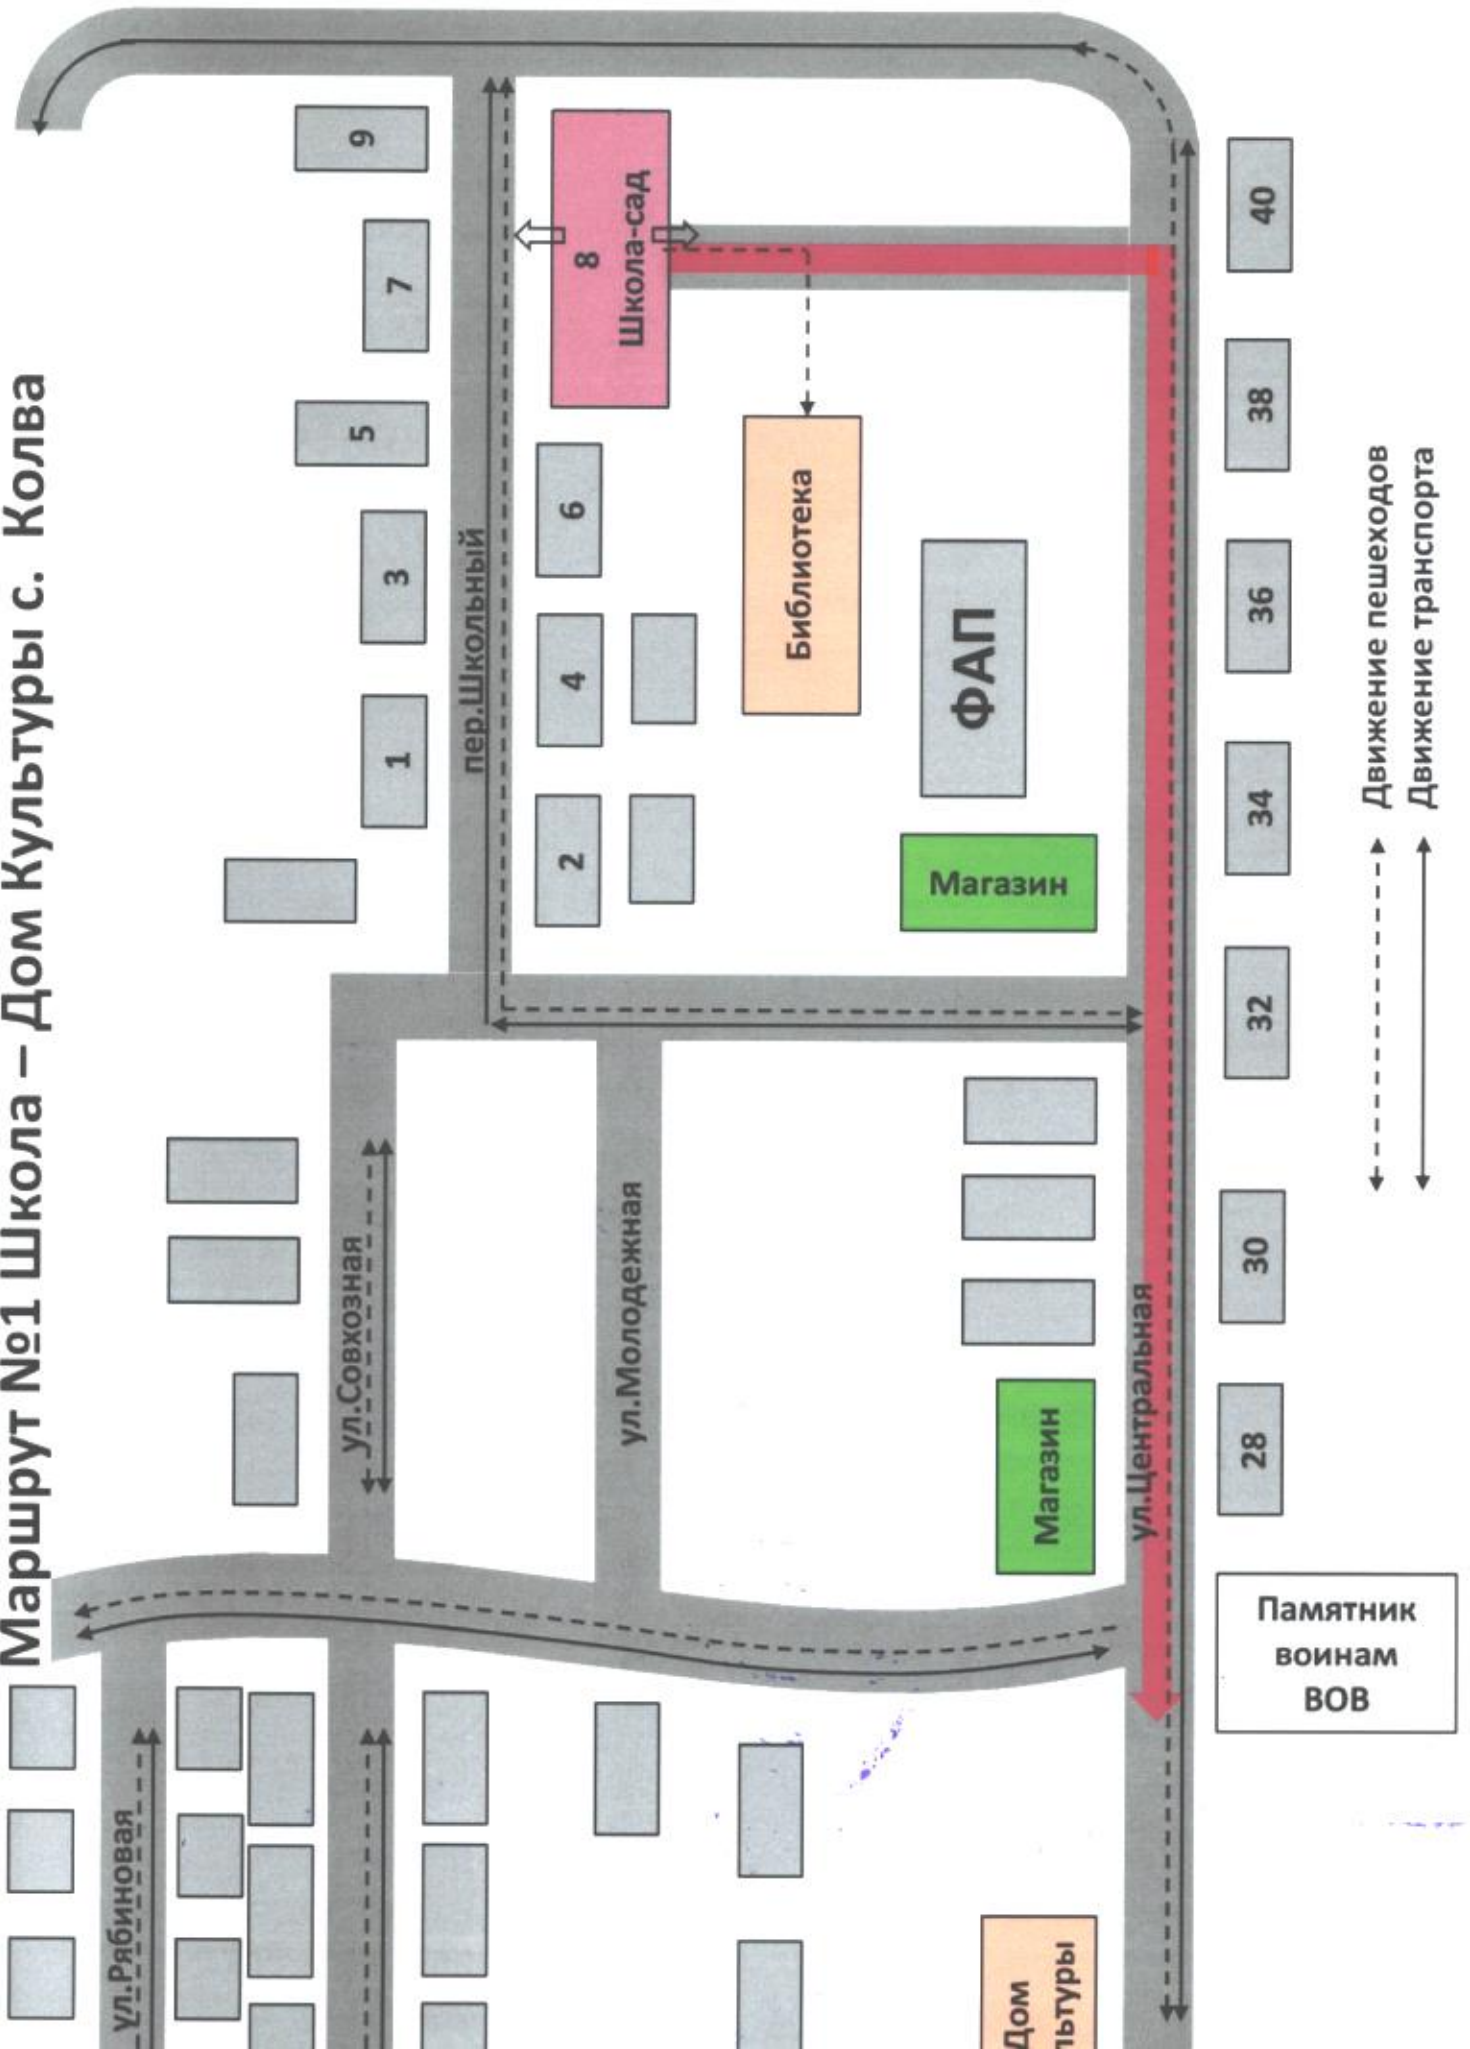 Маршрут №1 Школа – Дом Культуры с. Колва
9
7
5
3
1
пер.Школьный
8
Школа-сад
6
4
2
Библиотека
ФАП
Магазин
40
38
36
34
32
30
28
ул.Совхозная
ул.Молодежная
ул.Центральная
Магазин
Памятник
воинам
ВОВ
ул.Рябиновая
Дом
льтуры
Движение пешеходов
Движение транспорта